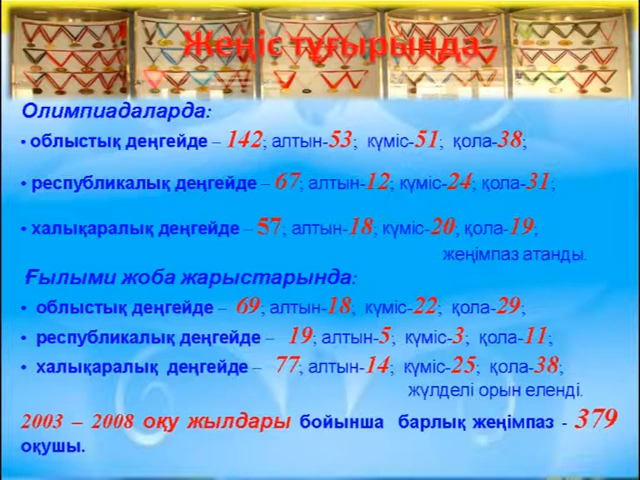 Жеңіс тұғырында
Олимпиадаларда:
• облыстық деңгейде – 142; алтын-53; күміс-51; қола-38;
• республикалық деңгейде – 67; алтын-12; күміс-24; қола-31;
• халықаралық деңгейде – 57; алтын-18; күміс-20; қола-19;
жеңімпаз атанды.
Ғылыми жоба жарыстарында:
• облыстық деңгейде – 69; алтын-18; күміс-22; қола-29;
• республикалық деңгейде – 19; алтын-5; күміс-3; қола-11;
• халықаралық деңгейде – 77; алтын-14; күміс-25; қола-38;
жүлделі орын еленді.
2003 – 2008 оқу жылдары бойынша барлық жеңімпаз - 379
оқушы.